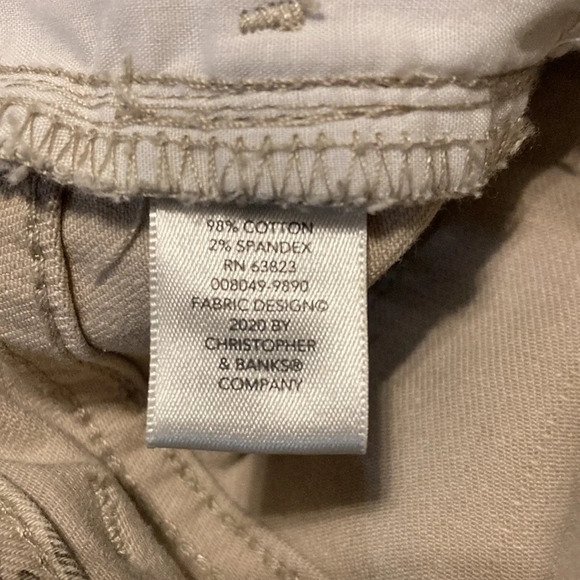 98% COTTON
2% SPANDEX
RN 63823
008049-9890
FABRIC DESIGN©
2020 BY
CHRISTOPHER
& BANKS®
COMPANY